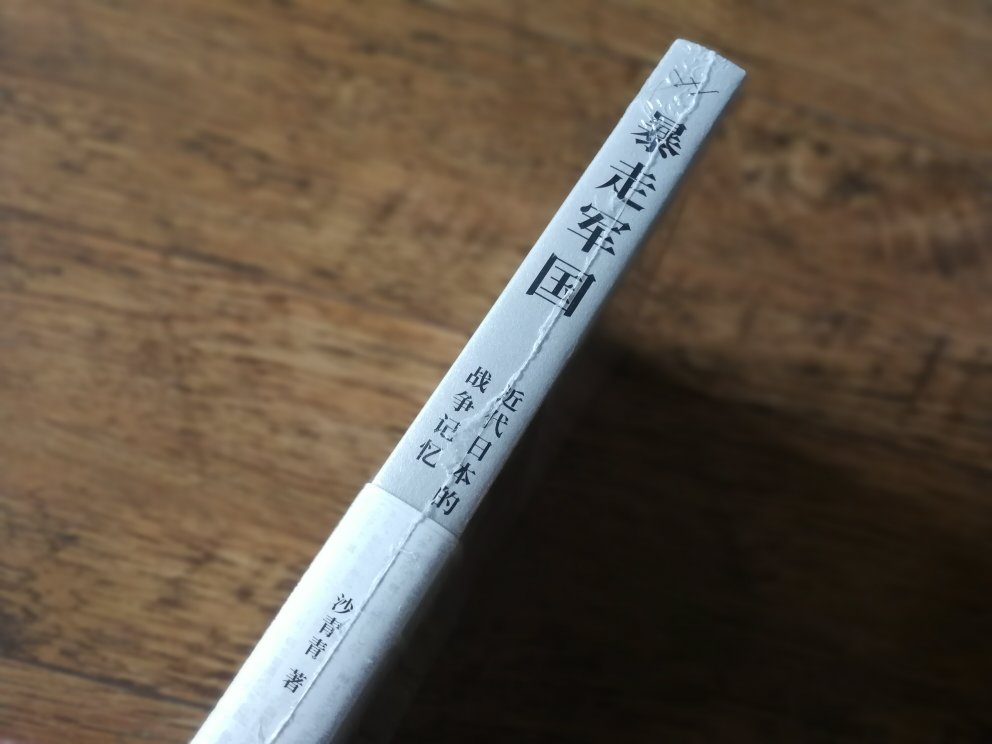 暴走军国
近代日本的
战争记忆
沙青青 著